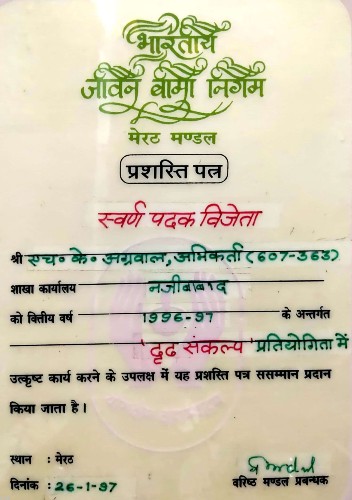 भारतीय
जीवन बीमा निगम
मेरठ मण्डल
प्रशस्ति पत्र
स्वर्ण पदक विजेता
श्री एच॰ के॰ अग्रवाल, अभिकर्ता (607-363)
शाखा कार्यालय नजीबाबाद
को वित्तीय वर्ष 1996-97 के अन्तर्गत
'दृढ संकल्प' प्रतियोगिता में
उत्कृष्ट कार्य करने के उपलक्ष में यह प्रशस्ति पत्र ससम्मान प्रदान
किया जाता है।
स्थान : मेरठ
दिनांक : 26-1-97 वरिष्ठ मण्डल प्रबन्धक